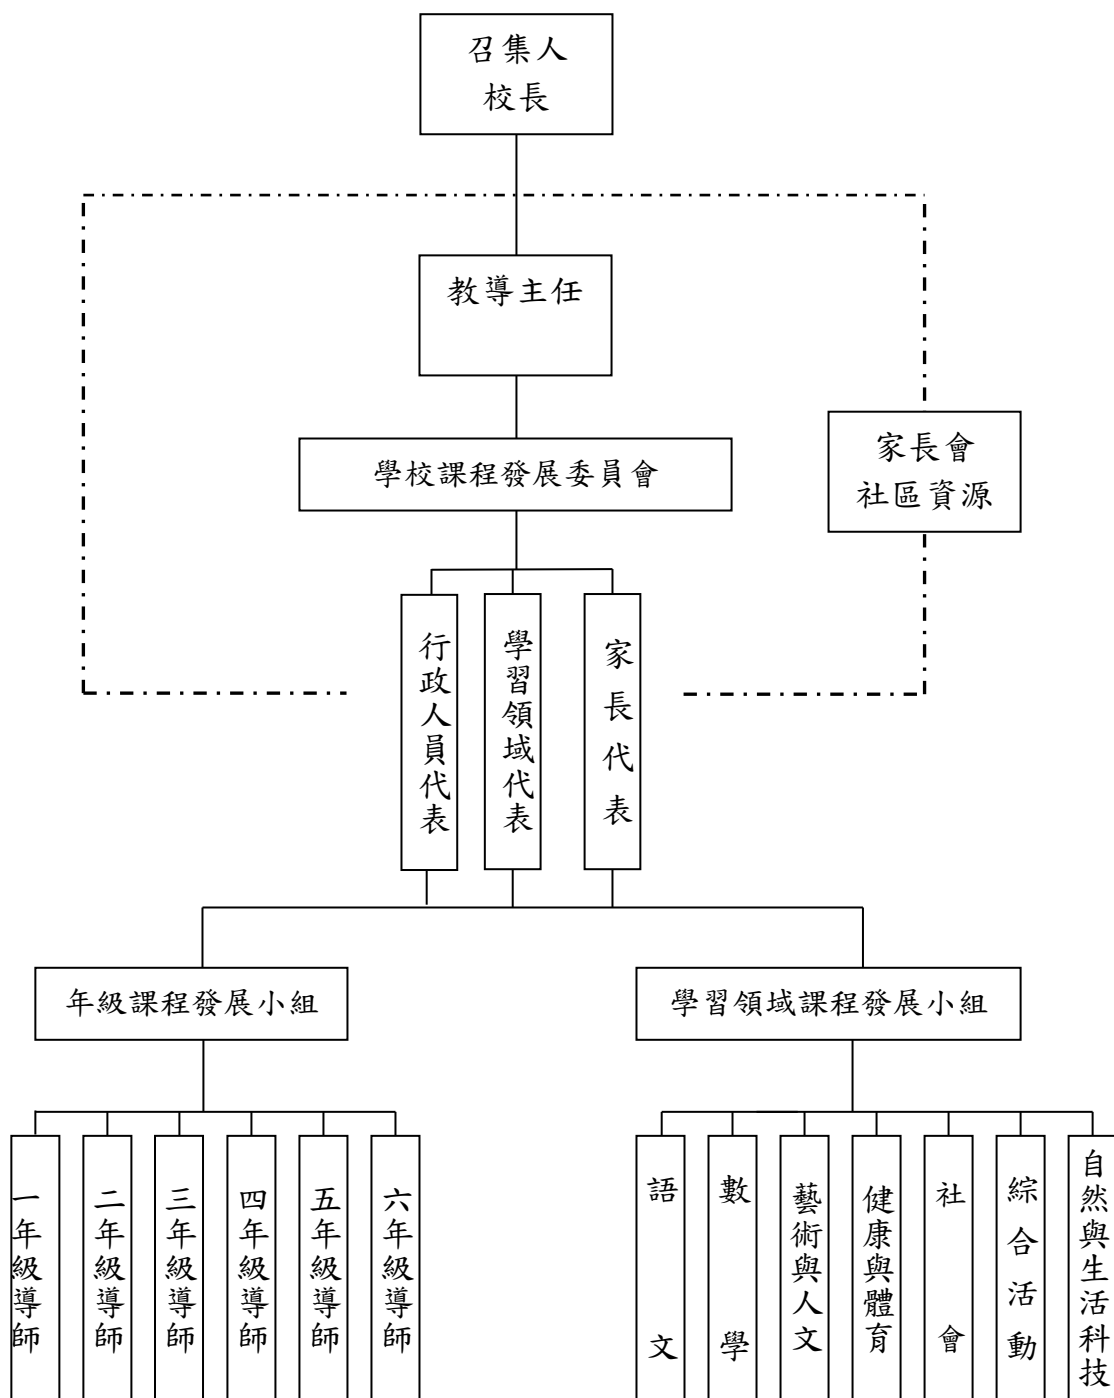 召集人
校長
教導主任
學校課程發展委員會
家長會
社區資源
行政人員代表
學習領域代表
家長代表
年級課程發展小組
學習領域課程發展小組
一年級導師
二年級導師
三年級導師
四年級導師
五年級導師
六年級導師
語文
數學
藝術與人文
健康與體育
社會
綜合活動
自然與生活科技